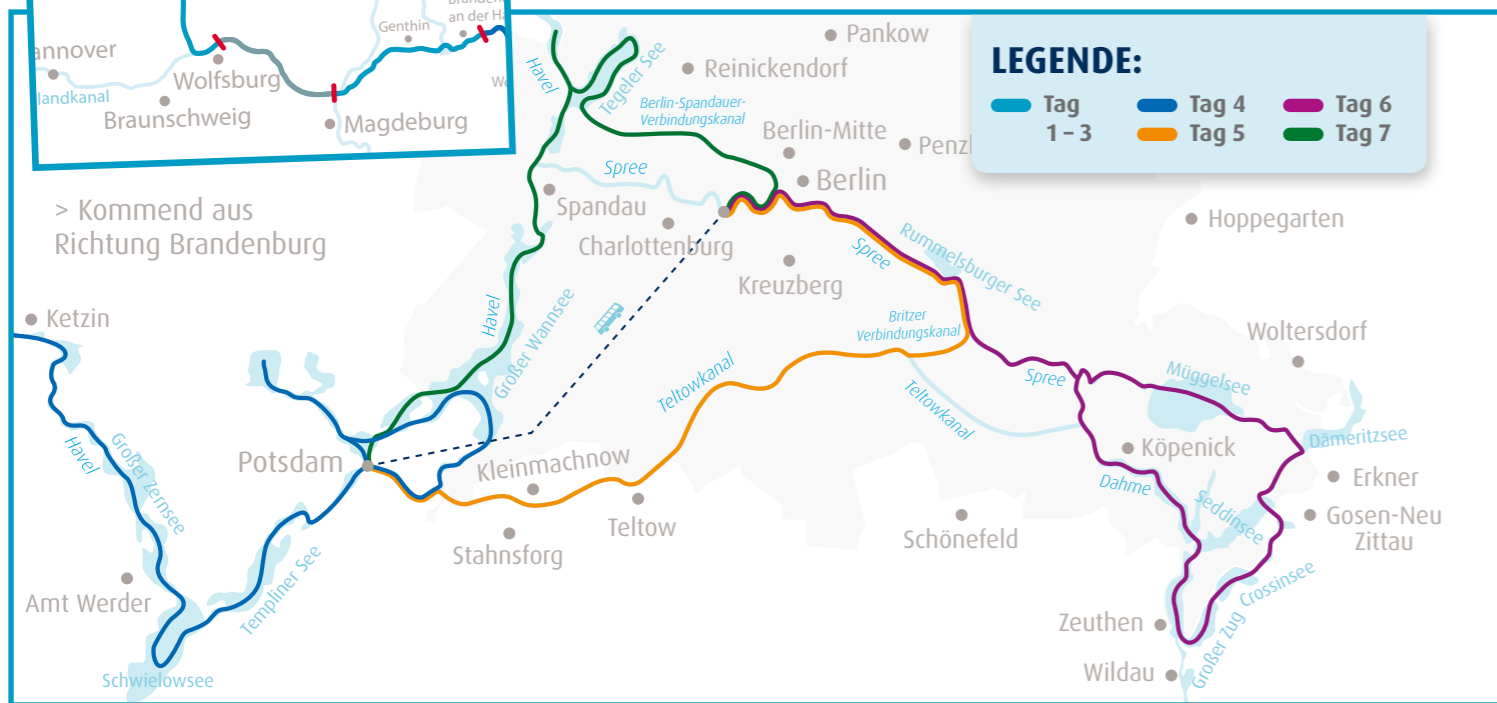 Genthin
an der Ha
annover
Wolfsburg
landkanal
Braunschweig
Magdeburg
> Kommend aus
Richtung Brandenburg
LEGENDE:
Tag
1 – 3
Tag 4
Tag 5
Tag 6
Tag 7
Pankow
Reinickendorf
Havel
Tegeler See
Berlin-Spandauer-
Verbindungskanal
Berlin-Mitte
Penzl
Spree
Berlin
Spandau
Charlottenburg
Hoppegarten
Rummelsburger See
Spree
Kreuzberg
Havel
Großer Wannsee
Britzer
Verbindungskanal
Ketzin
Woltersdorf
Teltowkanal
Spree
Müggelsee
Teltowkanal
Havel
Großer Zernsee
Potsdam
Kleinmachnow
Köpenick
Dämeritzsee
Erkner
Dahme
Seddinsee
Gosen-Neu
Zittau
Teltow
Schönefeld
Stahnsforg
Templiner See
Amt Werder
Crossinsee
Zeuthen
Großer Zug
Wildau
Schwielowsee